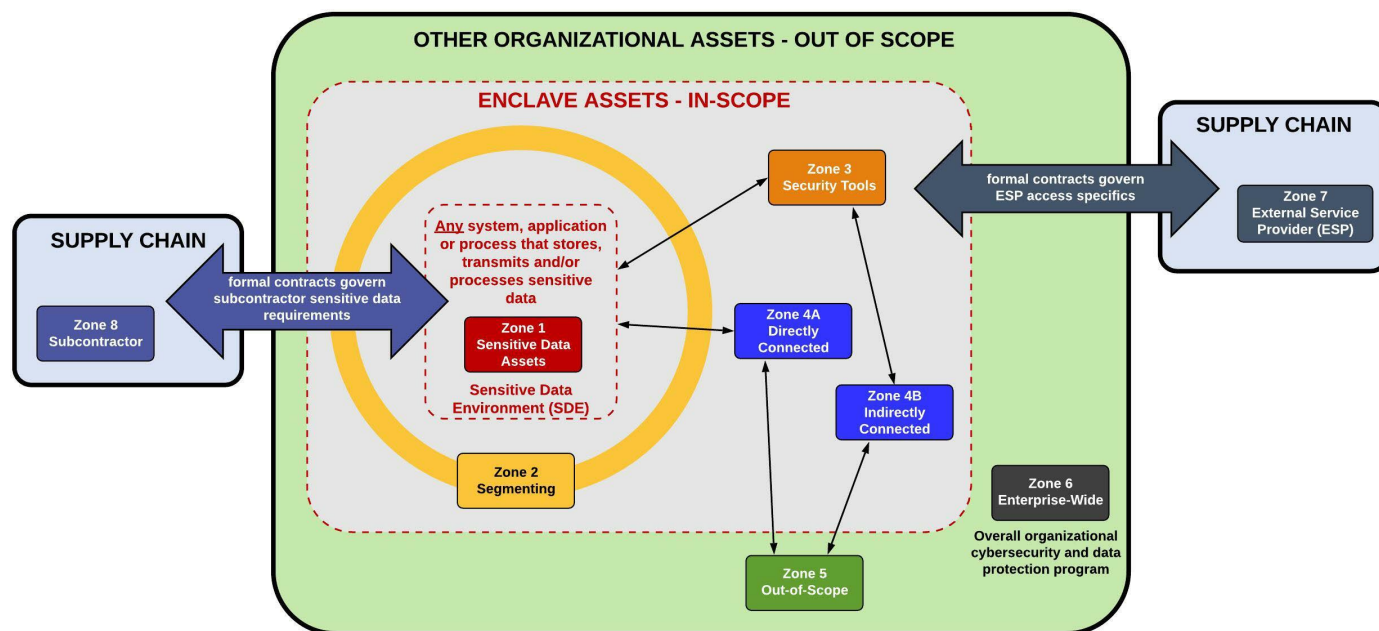 OTHER ORGANIZATIONAL ASSETS - OUT OF SCOPE
ENCLAVE ASSETS - IN-SCOPE
SUPPLY CHAIN
Zone 8
Subcontractor
formal contracts govern
subcontractor sensitive data
requirements
Any system, application
or process that stores,
transmits and/or
processes sensitive
data
Zone 1
Sensitive Data
Assets
Sensitive Data
Environment (SDE)
Zone 2
Segmenting
Zone 3
Security Tools
Zone 4A
Directly
Connected
Zone 4B
Indirectly
Connected
Zone 5
Out-of-Scope
Zone 6
Enterprise-Wide
Overall organizational
cybersecurity and data
protection program
formal contracts govern
ESP access specifics
SUPPLY CHAIN
Zone 7
External Service
Provider (ESP)